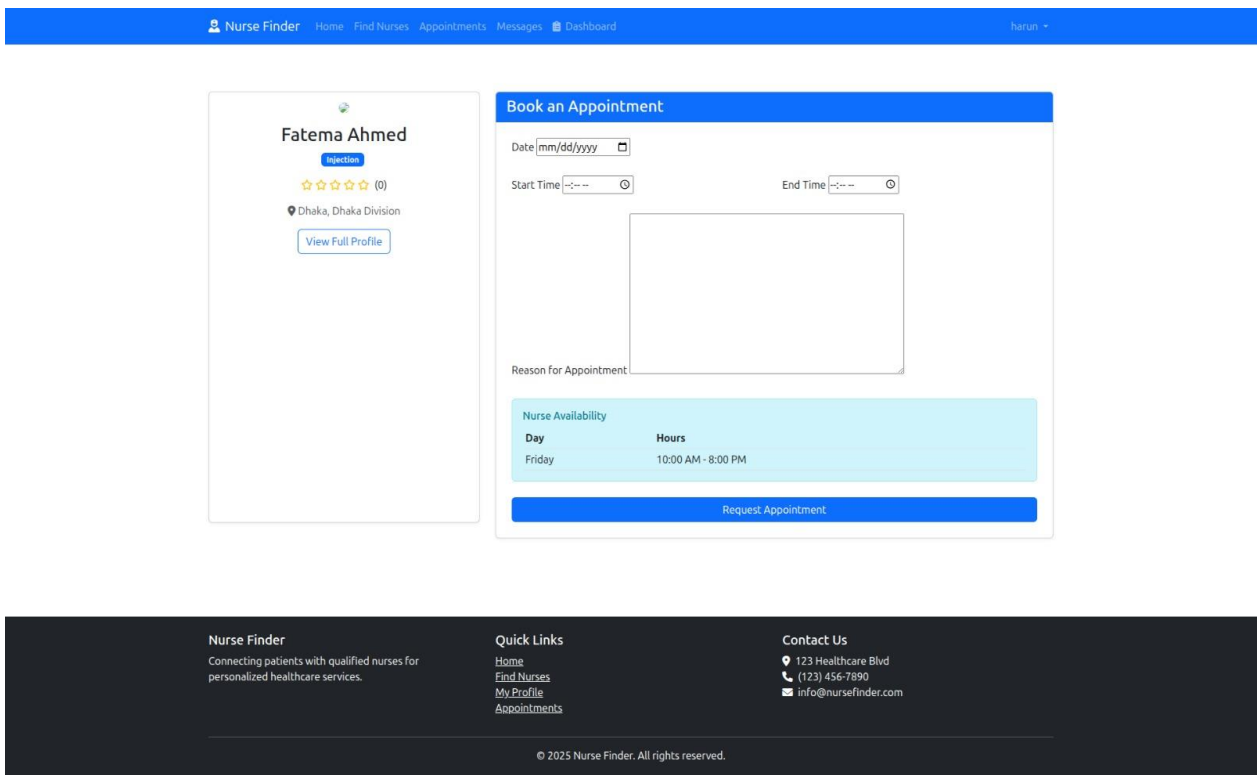 Nurse Finder Home Find Nurses Appointments Messages Dashboard harun
Fatema Ahmed
Injection
(0)
Dhaka, Dhaka Division
View Full Profile
Book an Appointment
Date mm/dd/yyyy
Start Time --:-- -- End Time --:-- --
Reason for Appointment
Nurse Availability
Day Hours
Friday 10:00 AM - 8:00 PM
Request Appointment
Nurse Finder
Connecting patients with qualified nurses for
personalized healthcare services.
Quick Links
Home
Find Nurses
My Profile
Appointments
Contact Us
123 Healthcare Blvd
(123) 456-7890
info@nursefinder.com
© 2025 Nurse Finder. All rights reserved.